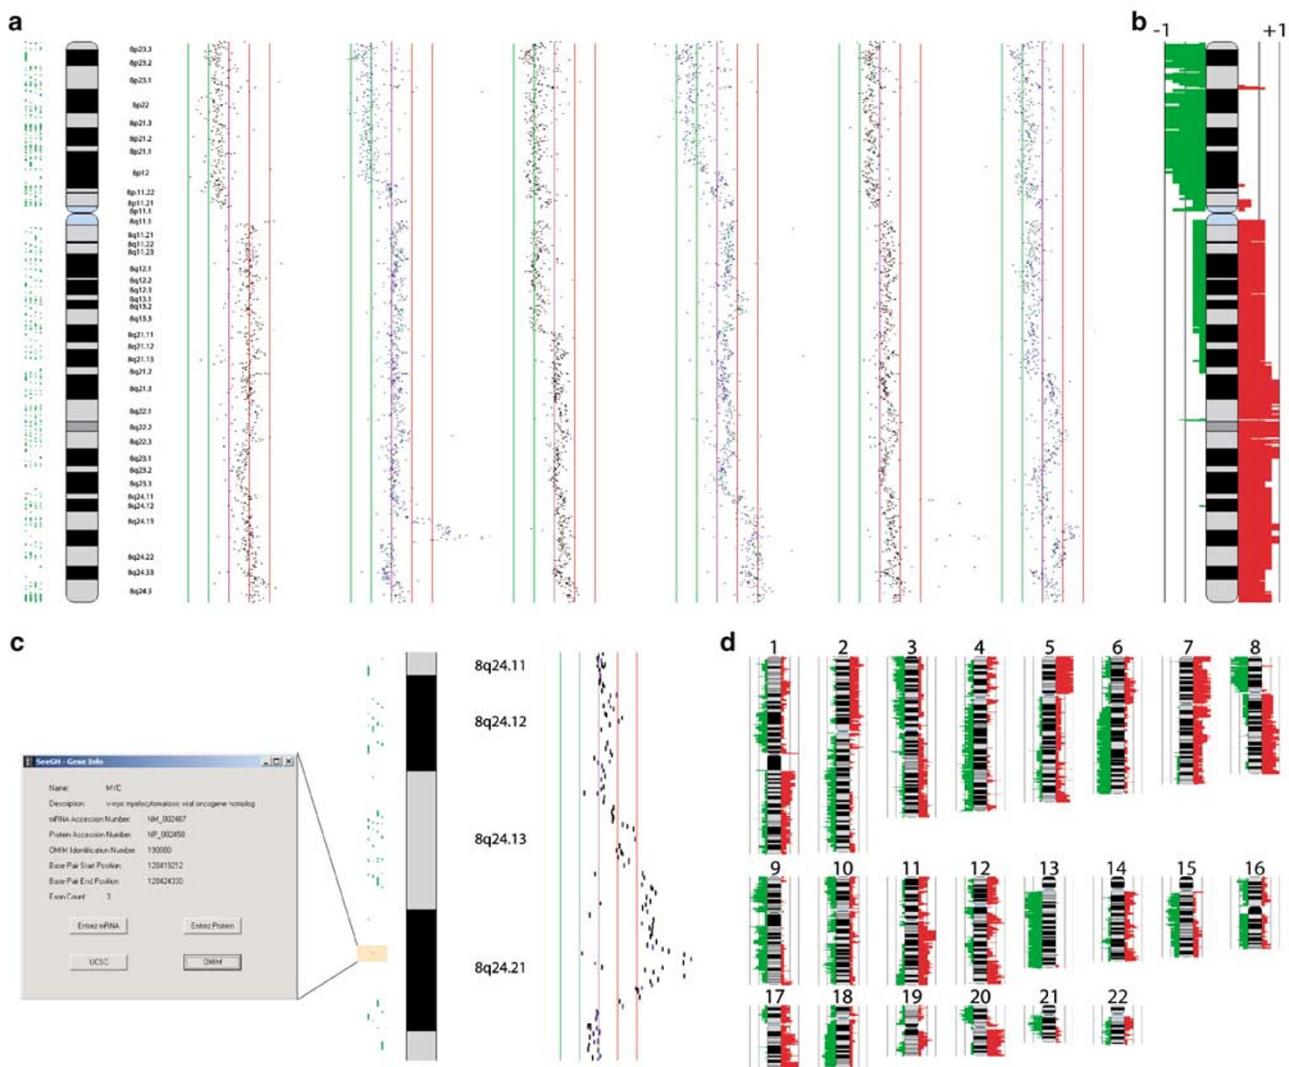 a
8p23.3
8p23.2
8p23.1
8p22
8p21.3
8p21.2
8p21.1
8p12
8p11.22
8p11.21
8p11.1
8q11.1
8q11.21
8q11.22
8q11.23
8q12.1
8q12.2
8q12.3
8q13.1
8q13.2
8q13.3
8q21.11
8q21.12
8q21.13
8q21.2
8q21.3
8q22.1
8q22.2
8q22.3
8q23.1
8q23.2
8q23.3
8q24.11
8q24.12
8q24.13
8q24.22
8q24.33
8q24.3
b
-1 +1
c
8q24.11
8q24.12
8q24.13
8q24.21
SeeGH - Gene Info
Name: MYC
Description: v-myc myelocytomatosis viral oncogene homolog
mRNA Accession Number: NM_002467
Protein Accession Number: NP_002458
OMIM Identification Number: 190080
Base Pair Start Position: 128419212
Base Pair End Position: 128424330
Exon Count: 3
Entrez mRNA Entrez Protein
UCSC OMIM
d
1 2 3 4 5 6 7 8
9 10 11 12 13 14 15 16
17 18 19 20 21 22